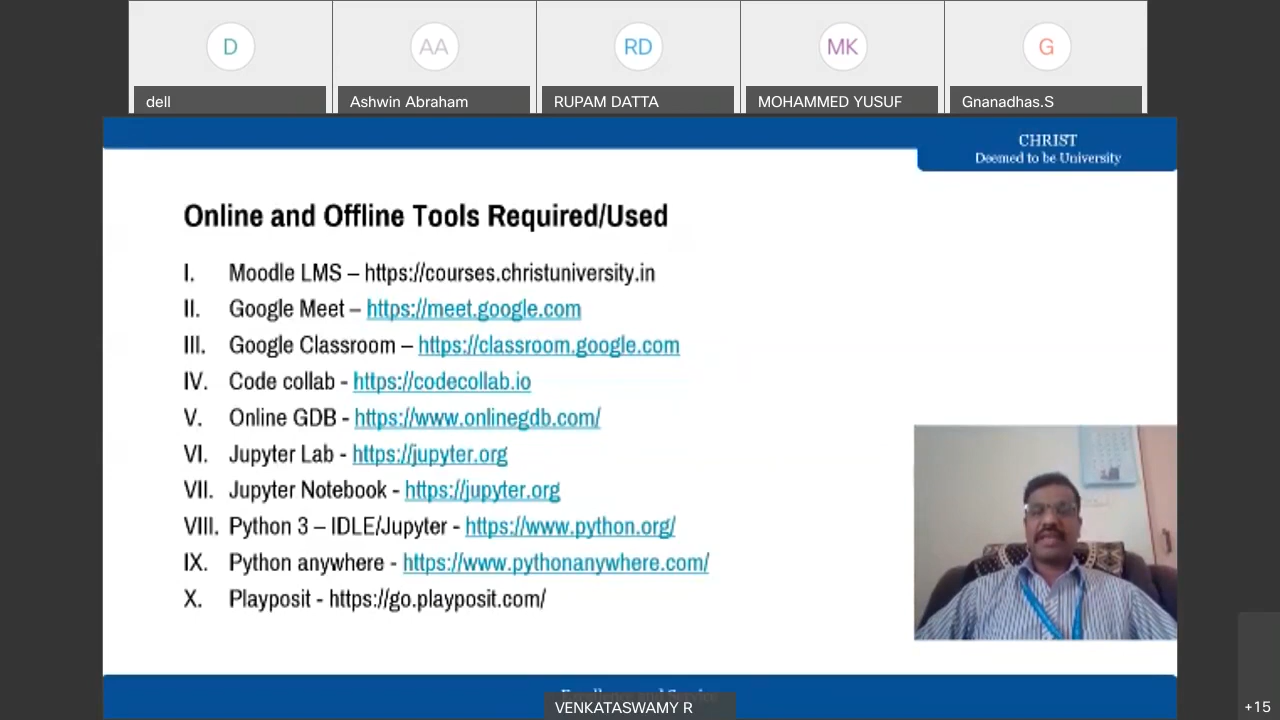 D
AA
RD
MK
G
dell
Ashwin Abraham
RUPAM DATTA
MOHAMMED YUSUF
Gnanadhas.S
CHRIST
Deemed to be University
Online and Offline Tools Required/Used
I. Moodle LMS – https://courses.christuniversity.in
II. Google Meet – https://meet.google.com
III. Google Classroom – https://classroom.google.com
IV. Code collab - https://codecollab.io
V. Online GDB - https://www.onlinegdb.com/
VI. Jupyter Lab - https://jupyter.org
VII. Jupyter Notebook - https://jupyter.org
VIII. Python 3 – IDLE/Jupyter - https://www.python.org/
IX. Python anywhere - https://www.pythonanywhere.com/
X. Playposit - https://go.playposit.com/
Excellence and Service
VENKATASWAMY R
+15